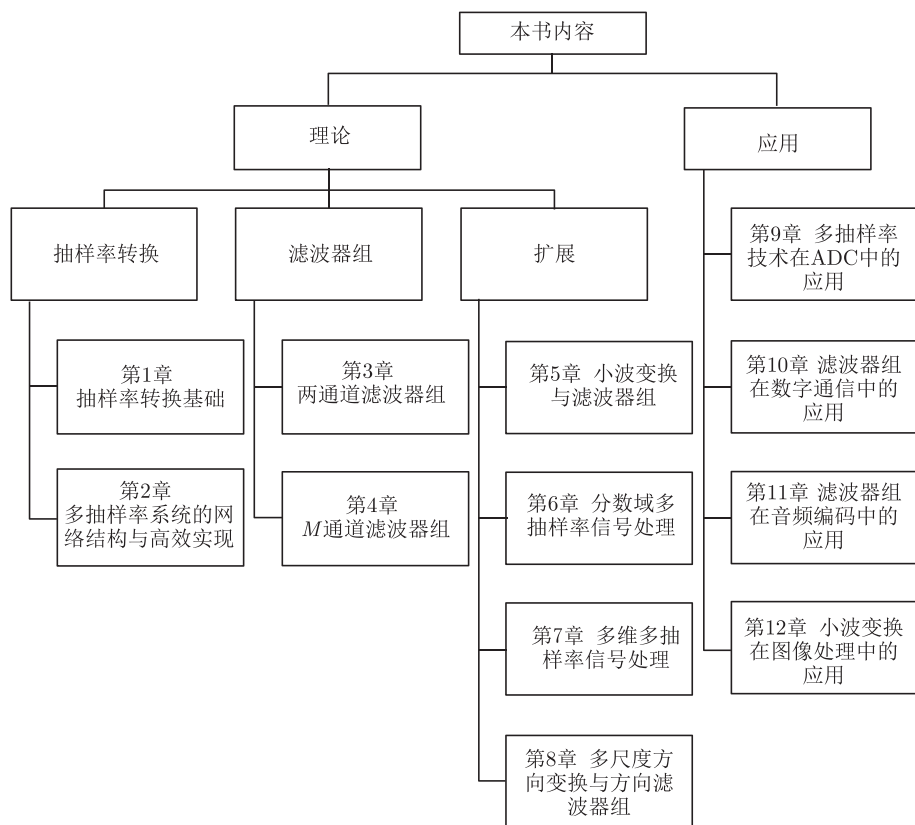 本书内容
理论
应用
抽样率转换
滤波器组
扩展
第1章
抽样率转换基础
第2章
多抽样率系统的网
络结构与高效实现
第3章
两通道滤波器组
第4章
M通道滤波器组
第5章 小波变换
与滤波器组
第6章 分数域多
抽样率信号处理
第7章 多维多抽
样率信号处理
第8章 多尺度方
向变换与方向滤
波器组
第9章 多抽样率
技术在ADC中的
应用
第10章 滤波器组
在数字通信中的
应用
第11章 滤波器组
在音频编码中的
应用
第12章 小波变换
在图像处理中的
应用